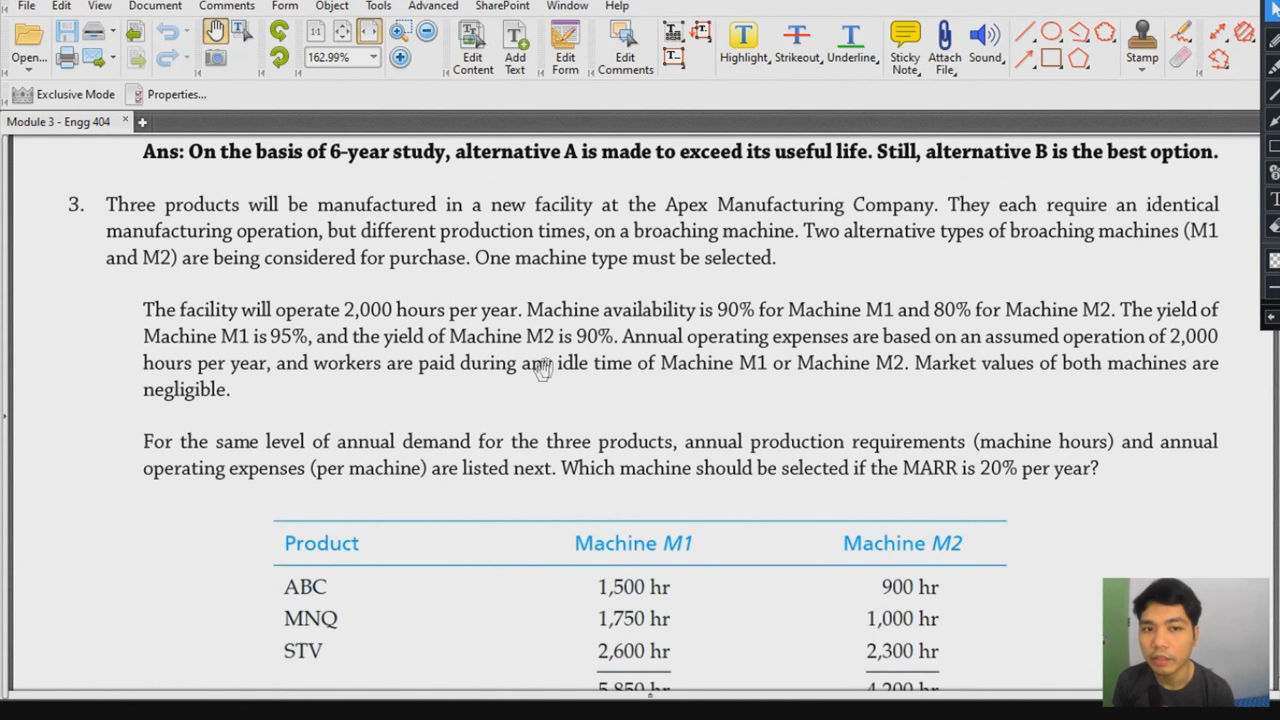 File Edit View Document Comments Form Object Tools Advanced SharePoint Window Help
Open...
162.99%
Edit Content
Add Text
Edit Form
Edit Comments
Highlight, Strikeout, Underline,
Sticky Note,
Attach File,
Sound,
Stamp
Exclusive Mode Properties...
Module 3 - Engg 404
Ans: On the basis of 6-year study, alternative A is made to exceed its useful life. Still, alternative B is the best option.
3. Three products will be manufactured in a new facility at the Apex Manufacturing Company. They each require an identical
manufacturing operation, but different production times, on a broaching machine. Two alternative types of broaching machines (M1
and M2) are being considered for purchase. One machine type must be selected.
The facility will operate 2,000 hours per year. Machine availability is 90% for Machine M1 and 80% for Machine M2. The yield of
Machine M1 is 95%, and the yield of Machine M2 is 90%. Annual operating expenses are based on an assumed operation of 2,000
hours per year, and workers are paid during any idle time of Machine M1 or Machine M2. Market values of both machines are
negligible.
For the same level of annual demand for the three products, annual production requirements (machine hours) and annual
operating expenses (per machine) are listed next. Which machine should be selected if the MARR is 20% per year?
Product Machine M1 Machine M2
ABC 1,500 hr 900 hr
MNQ 1,750 hr 1,000 hr
STV 2,600 hr 2,300 hr
5,850 hr 4,200 hr